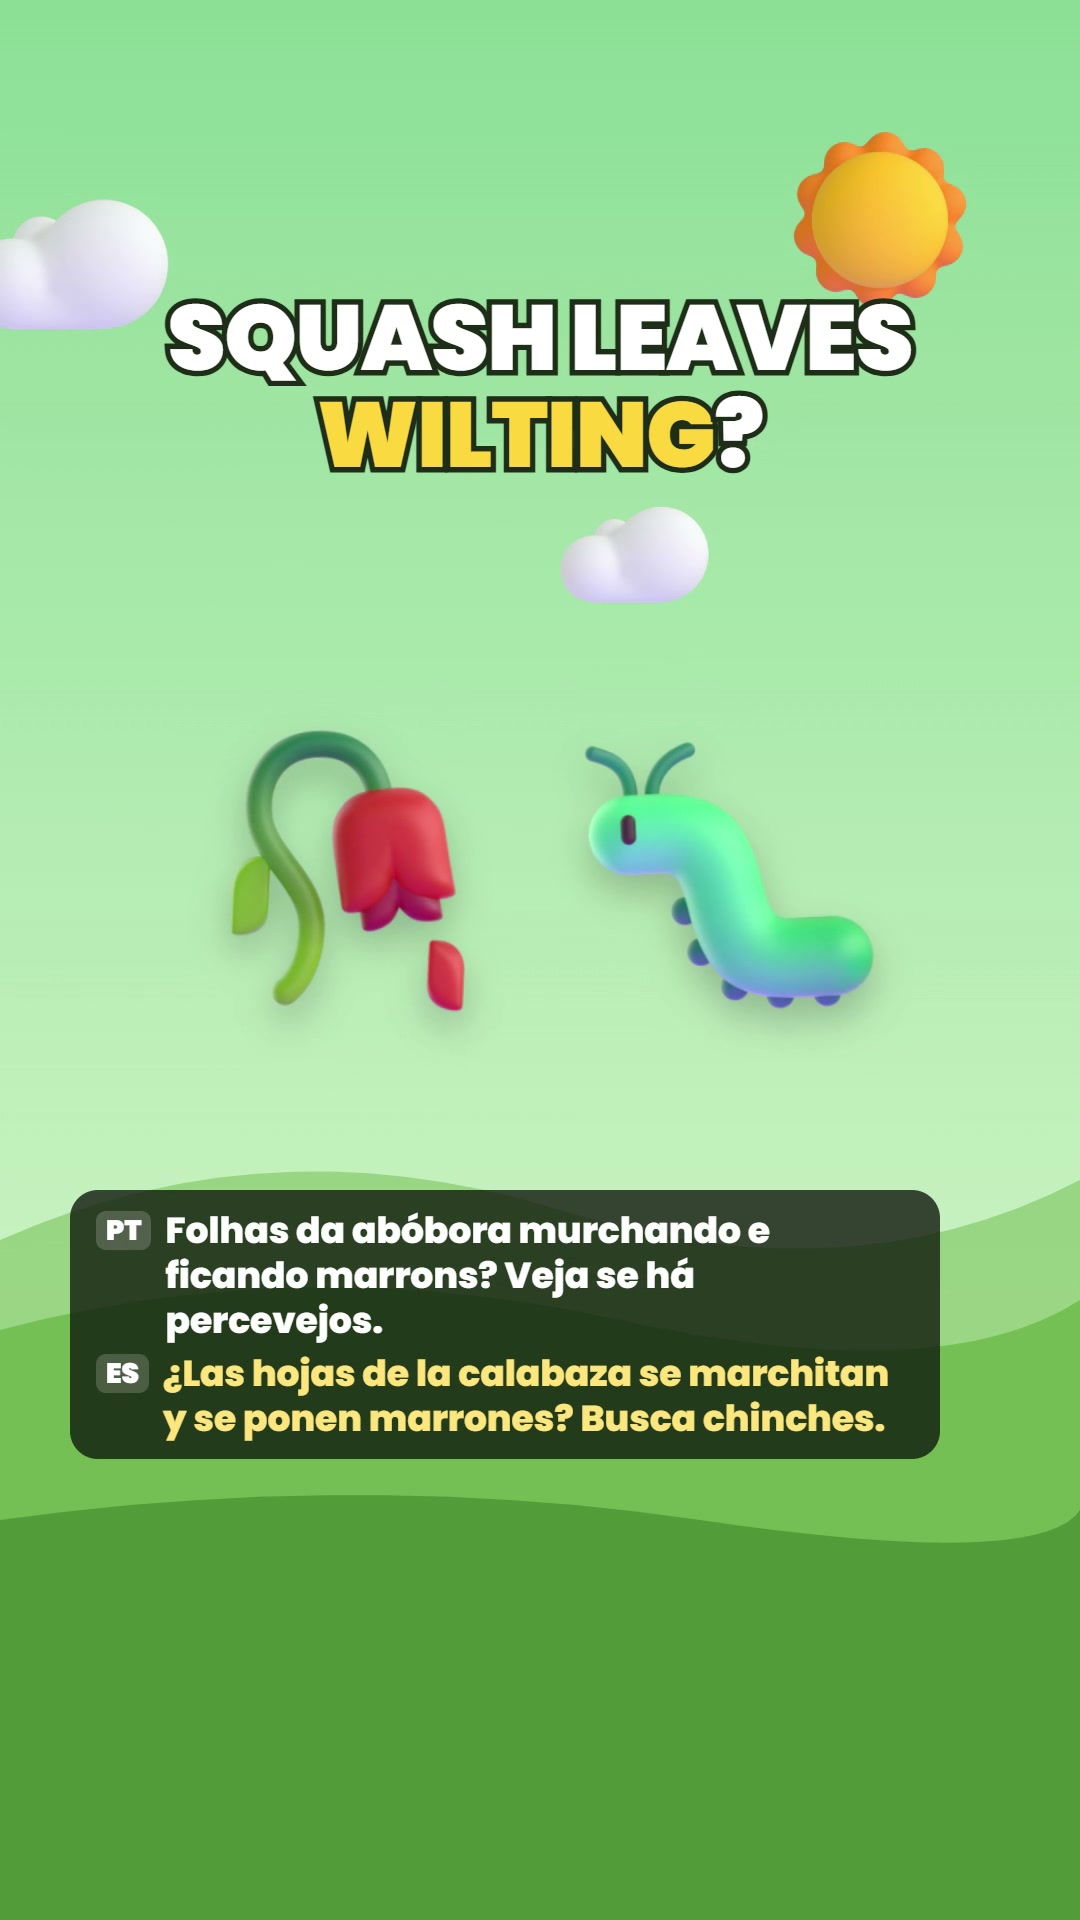 SQUASH LEAVES
WILTING?
PT Folhas da abóbora murchando e
ficando marrons? Veja se há
percevejos.
ES ¿Las hojas de la calabaza se marchitan
y se ponen marrones? Busca chinches.